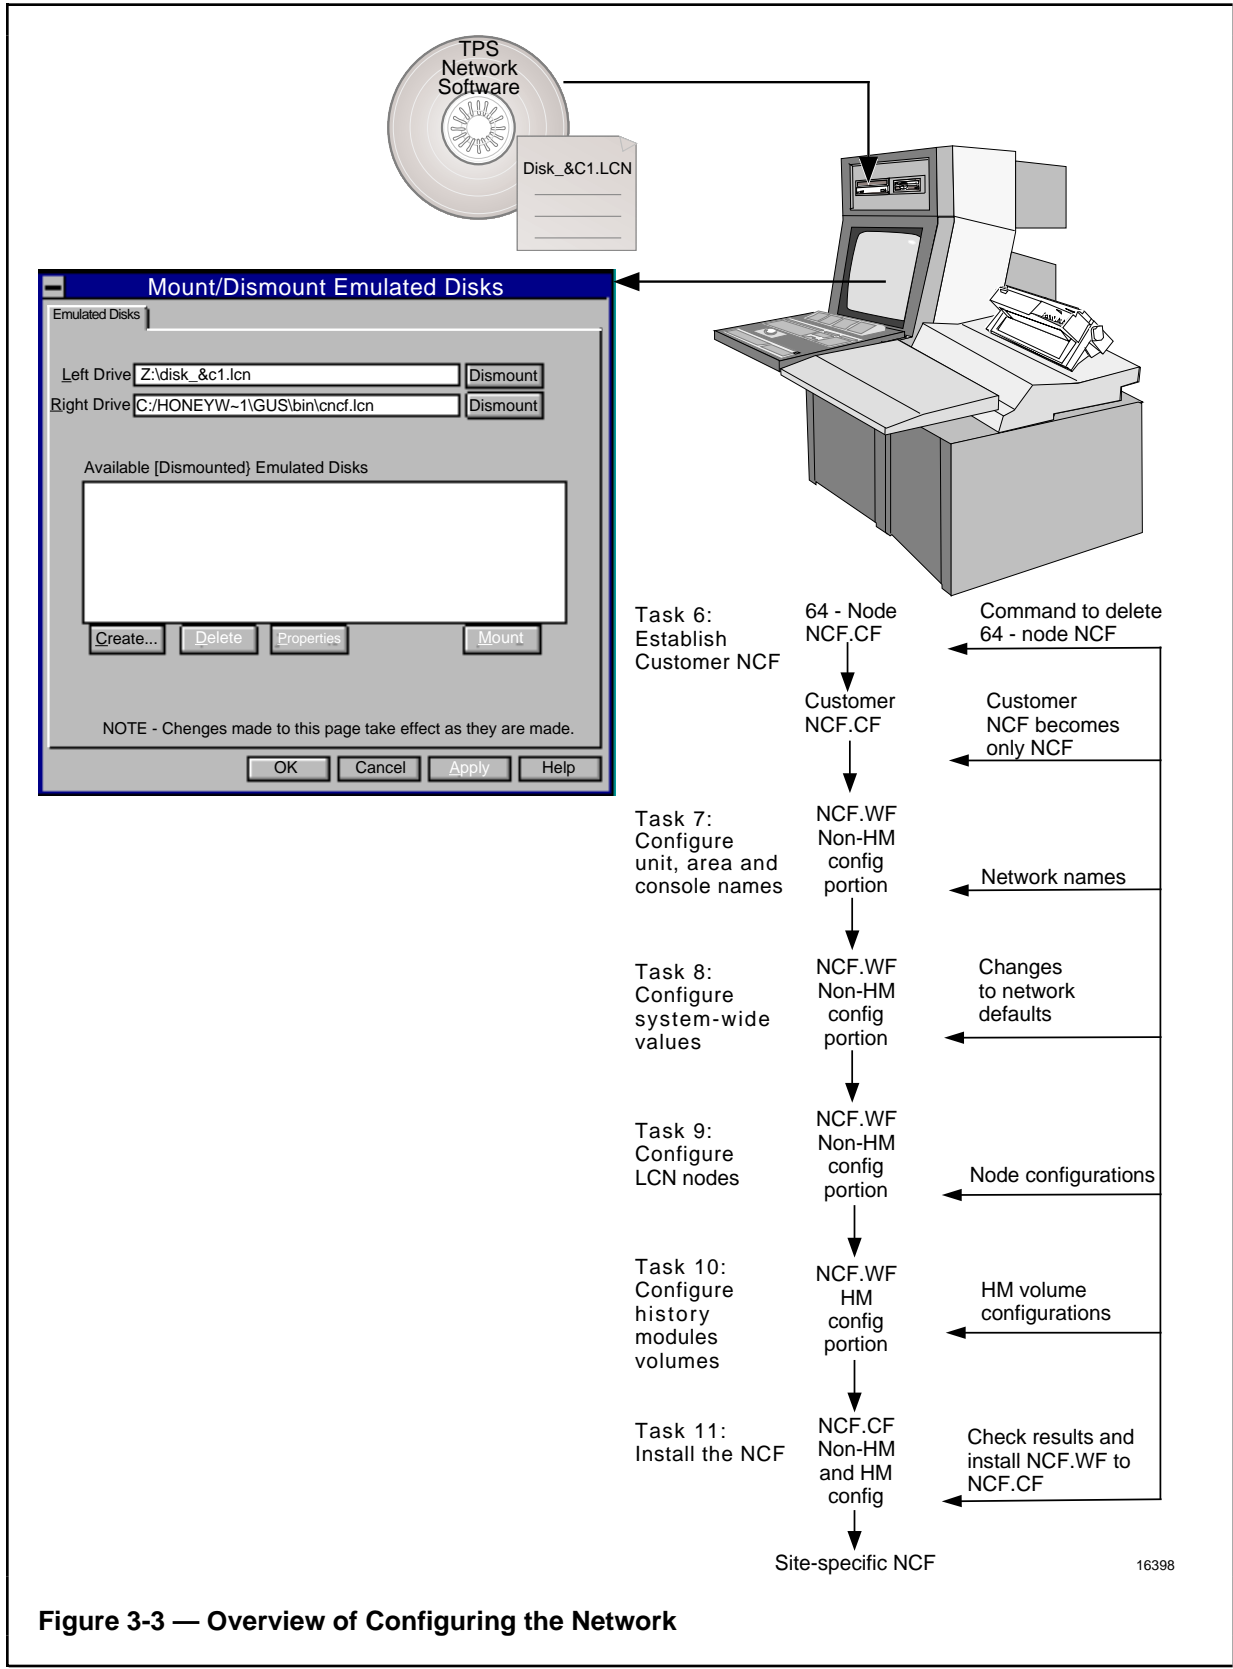 TPS
Network
Software
Disk_&C1.LCN
Mount/Dismount Emulated Disks
Emulated Disks
Left Drive Z:\disk_&c1.lcn Dismount
Right Drive C:/HONEYW~1\GUS\bin\cncf.lcn Dismount
Available [Dismounted} Emulated Disks
Create... Delete Properties Mount
NOTE - Chenges made to this page take effect as they are made.
OK Cancel Apply Help
Task 6:
Establish
Customer NCF
64 - Node
NCF.CF
Command to delete
64 - node NCF
Customer
NCF.CF
Customer
NCF becomes
only NCF
Task 7:
Configure
unit, area and
console names
NCF.WF
Non-HM
config
portion
Network names
Task 8:
Configure
system-wide
values
NCF.WF
Non-HM
config
portion
Changes
to network
defaults
Task 9:
Configure
LCN nodes
NCF.WF
Non-HM
config
portion
Node configurations
Task 10:
Configure
history
modules
volumes
NCF.WF
HM
config
portion
HM volume
configurations
Task 11:
Install the NCF
NCF.CF
Non-HM
and HM
config
Check results and
install NCF.WF to
NCF.CF
Site-specific NCF
16398
Figure 3-3 — Overview of Configuring the Network